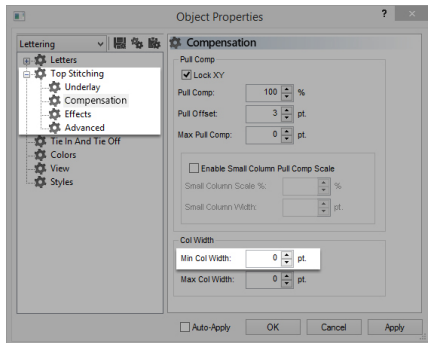 Object Properties
?
Lettering
Letters
Top Stitching
Underlay
Compensation
Effects
Advanced
Tie In And Tie Off
Colors
View
Styles
Compensation
Pull Comp
Lock XY
Pull Comp: 100 %
Pull Offset: 3 pt.
Max Pull Comp: 0 pt.
Enable Small Column Pull Comp Scale
Small Column Scale %: %
Small Column Width: pt.
Col Width
Min Col Width: 0 pt.
Max Col Width: 0 pt.
Auto-Apply OK Cancel Apply